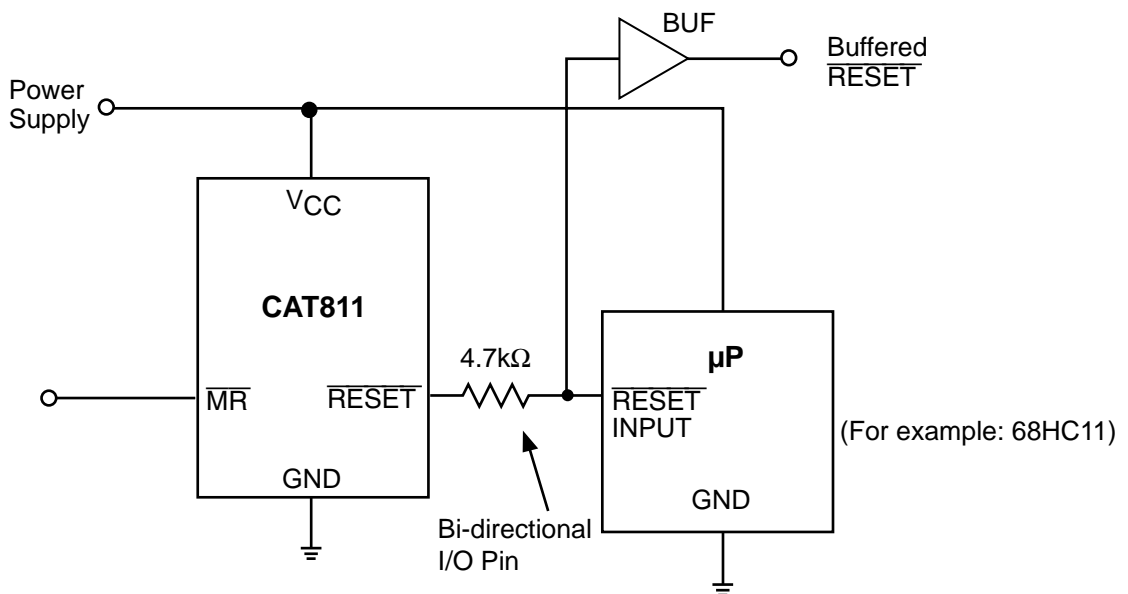 BUF
Buffered
RESET
Power
Supply
VCC
CAT811
4.7kΩ
µP
MR
RESET
RESET
INPUT
(For example: 68HC11)
GND
GND
Bi-directional
I/O Pin